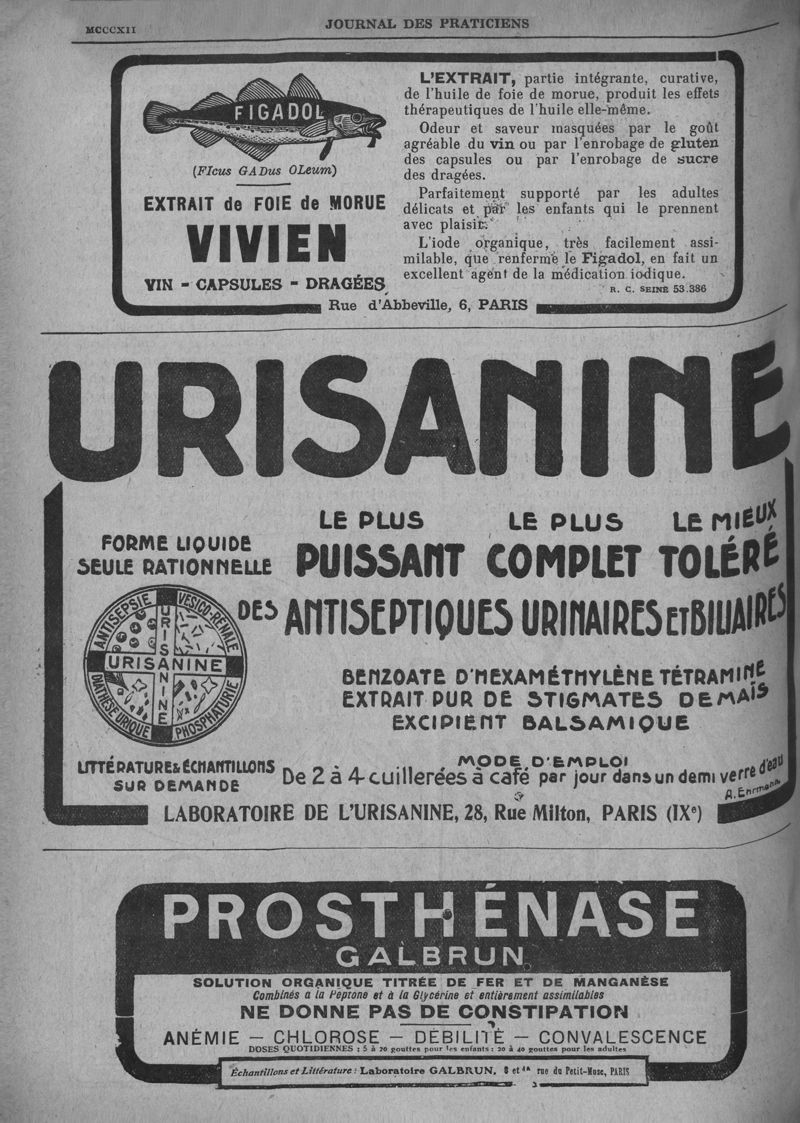 MCCCXII
JOURNAL DES PRATICIENS
FIGADOL
(FIcus GADus OLeum)
EXTRAIT de FOIE de MORUE
VIVIEN
VIN - CAPSULES - DRAGÉES
L'EXTRAIT, partie intégrante, curative,
de l'huile de foie de morue, produit les effets
thérapeutiques de l'huile elle-même.
Odeur et saveur masquées par le goût
agréable du vin ou par l'enrobage de gluten
des capsules ou par l'enrobage de sucre
des dragées.
Parfaitement supporté par les adultes
délicats et par les enfants qui le prennent
avec plaisir.
L'iode organique, très facilement assi-
milable, que renferme le Figadol, en fait un
excellent agent de la médication iodique.
R. C. SEINE 53.386
Rue d'Abbeville, 6, PARIS
URISANINE
FORME LIQUIDE
SEULE RATIONNELLE
LE PLUS LE PLUS LE MIEUX
PUISSANT COMPLET TOLÉRÉ
DES ANTISEPTIQUES URINAIRES ET BILIAIRES
ANTISEPSIE VESICO-RÉNALE
URISANINE
URISANINE
DIATHÈSE URIQUE PHOSPHATURIE
BENZOATE D'HEXAMÉTHYLÈNE TÉTRAMINE
EXTRAIT PUR DE STIGMATES DE MAÏS
EXCIPIENT BALSAMIQUE
LITTÉRATURE & ÉCHANTILLONS
SUR DEMANDE
MODE D'EMPLOI
De 2 à 4 cuillerées à café par jour dans un demi verre d'eau
A. Ehrmann
LABORATOIRE DE L'URISANINE, 28, Rue Milton, PARIS (IXe)
PROSTHÉNASE
GALBRUN
SOLUTION ORGANIQUE TITRÉE DE FER ET DE MANGANÈSE
Combinés à la Peptone et à la Glycérine et entièrement assimilables
NE DONNE PAS DE CONSTIPATION
ANÉMIE — CHLOROSE — DÉBILITÉ — CONVALESCENCE
DOSES QUOTIDIENNES : 5 à 20 gouttes pour les enfants : 20 à 40 gouttes pour les adultes
Échantillons et Littérature : Laboratoire GALBRUN, 8 et rue du Petit-Musc, PARIS